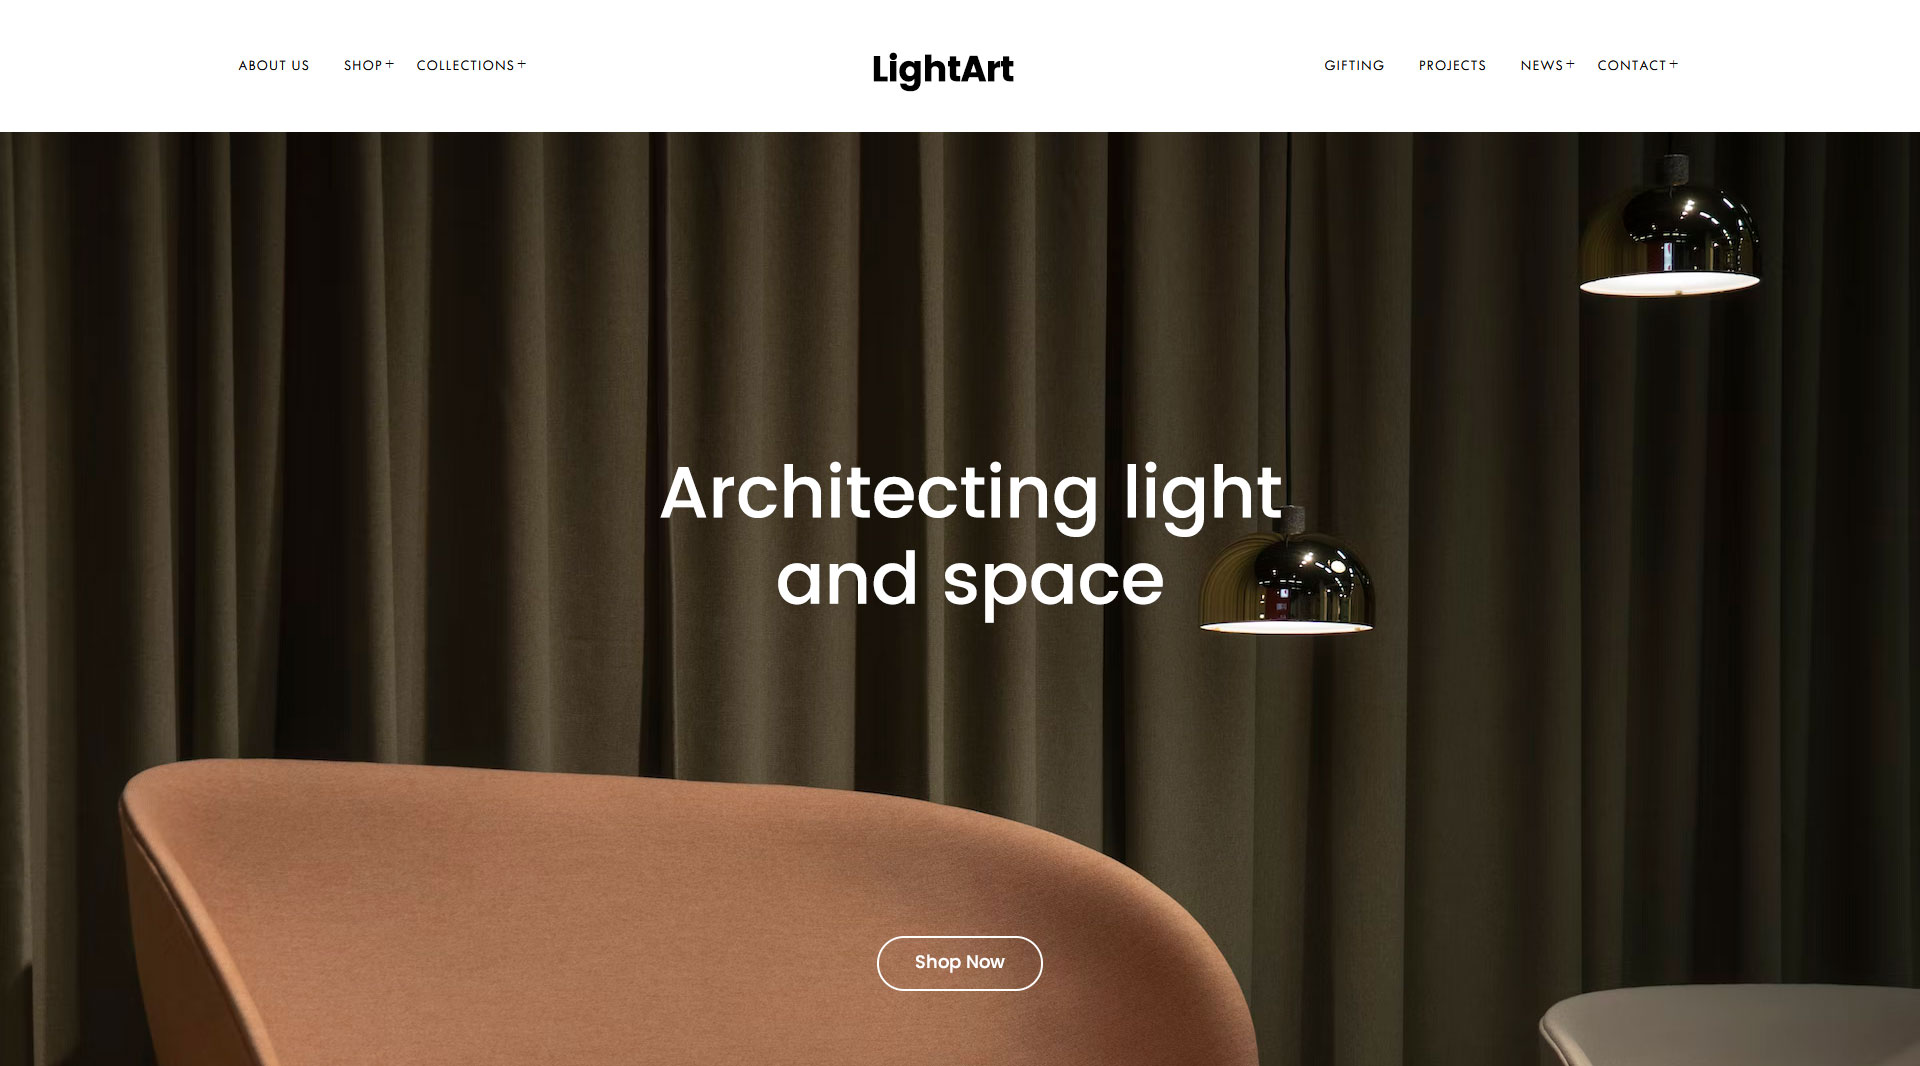 ABOUT US SHOP+ COLLECTIONS+ LightArt GIFTING PROJECTS NEWS+ CONTACT+
Architecting light
and space
Shop Now